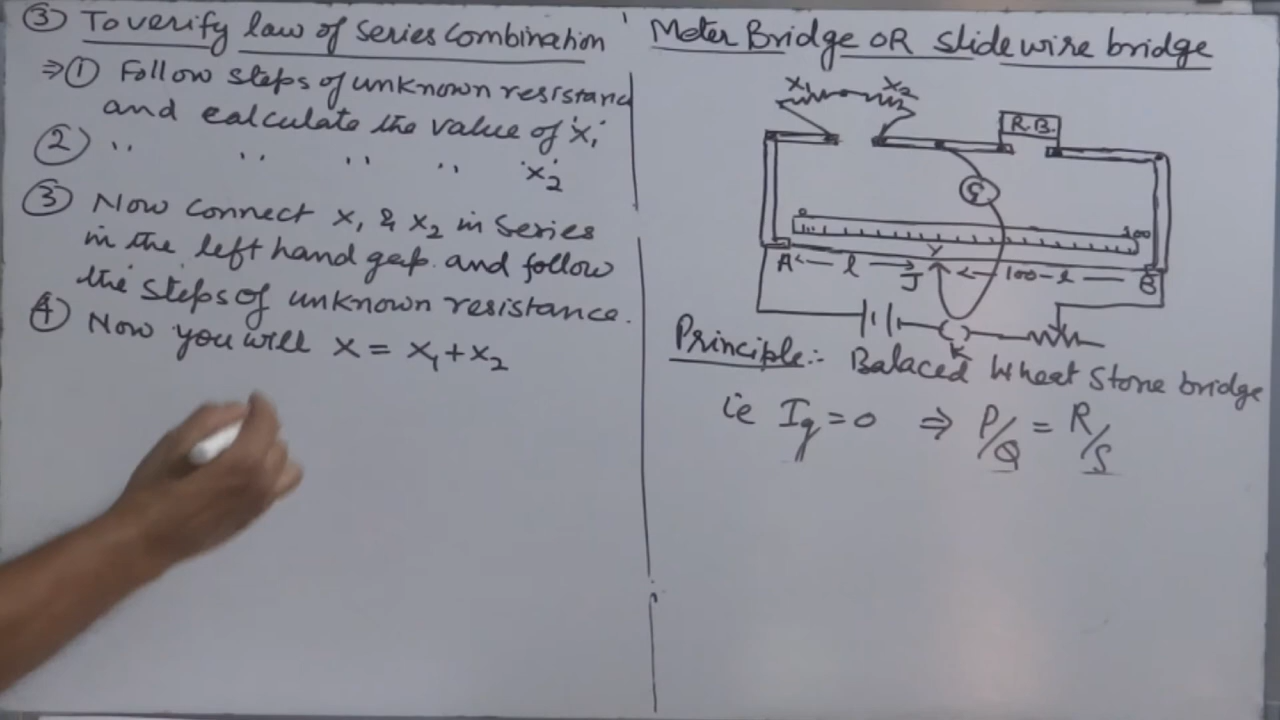 ③ To verify law of series Combination
⇒ ① Follow steps of unknown resistanc
and calculate the value of 'x₁'
② ,, ,, ,, ,, 'x₂'
③ Now connect x₁ & x₂ in series
in the left hand gap. and follow
the steps of unknown resistance.
④ Now you will x = x₁ + x₂
Meter Bridge OR slide wire bridge
x₁ x₂
R.B.
G
0 100
A ← l → J Y ← 100-l — B
K
Principle:- Balaced Wheat Stone bridge
ie Ig = 0 ⇒ P/Q = R/S